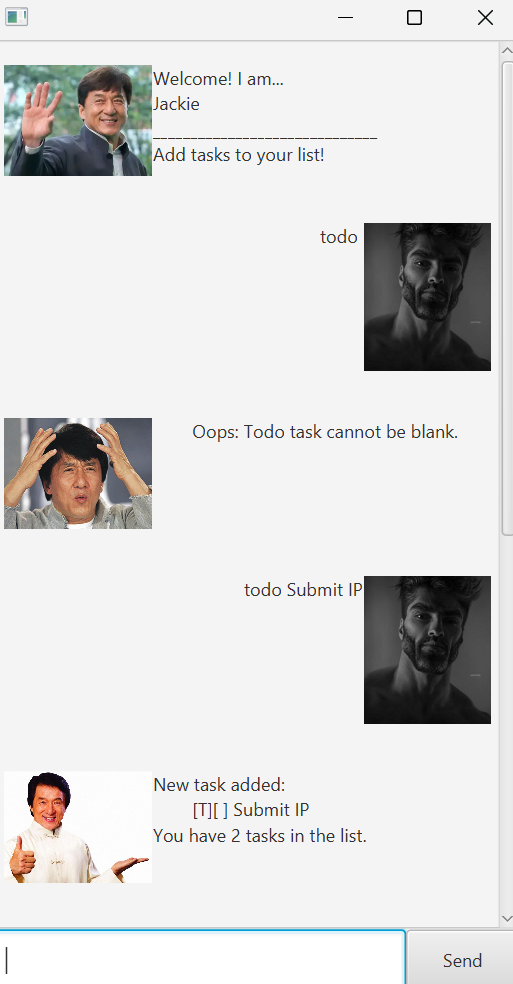 Welcome! I am...
Jackie
______________________________
Add tasks to your list!
todo
Oops: Todo task cannot be blank.
todo Submit IP
New task added:
[T][ ] Submit IP
You have 2 tasks in the list.
Send